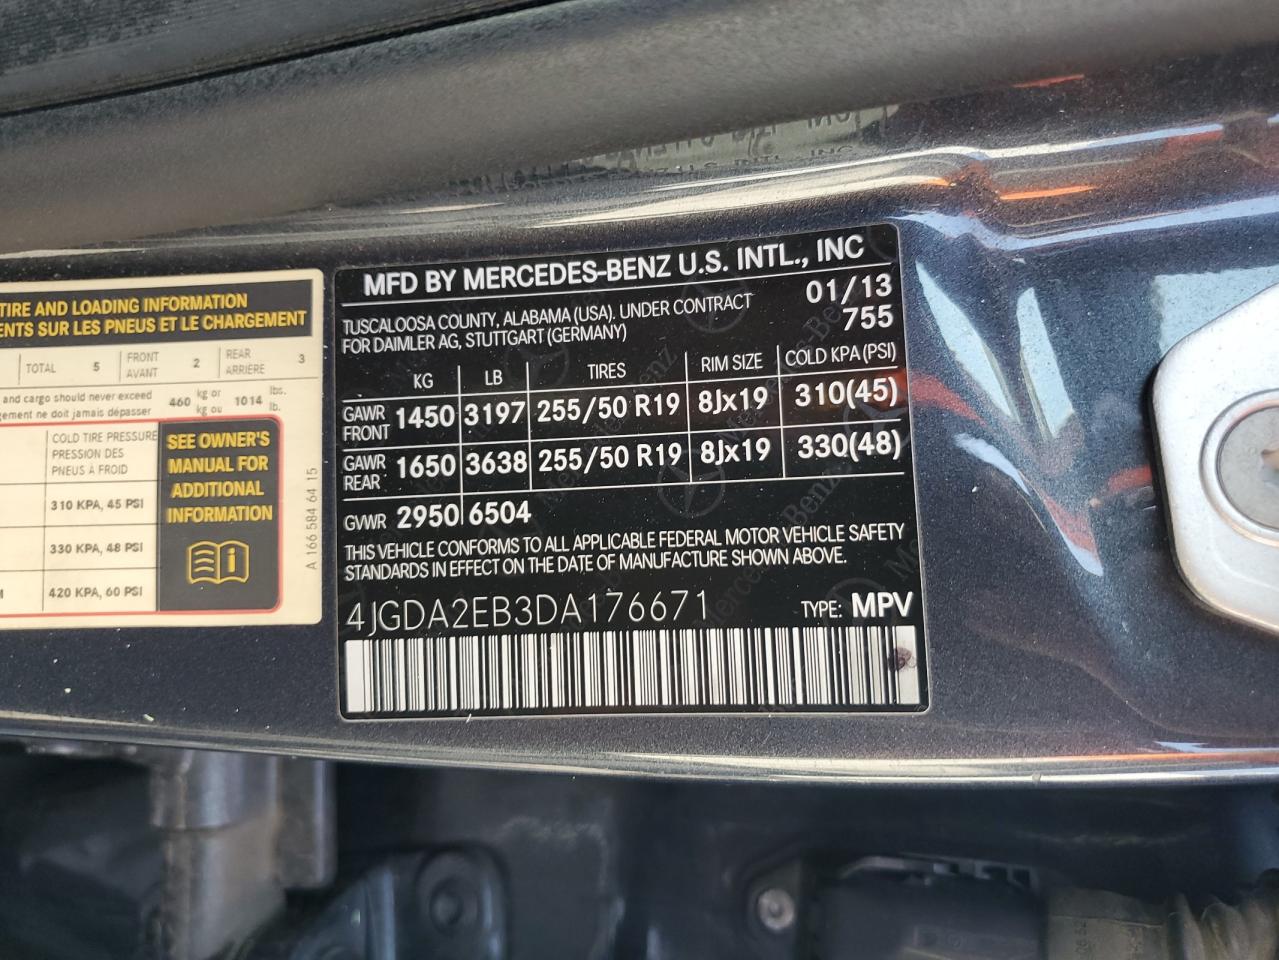 TIRE AND LOADING INFORMATION
ENTS SUR LES PNEUS ET LE CHARGEMENT
TOTAL 5 FRONT AVANT 2 REAR ARRIÈRE 3
and cargo should never exceed 460 kg or 1014 lbs.
gement ne doit jamais dépasser kg ou lb.
COLD TIRE PRESSURE
PRESSION DES
PNEUS À FROID
310 KPA, 45 PSI
330 KPA, 48 PSI
420 KPA, 60 PSI
SEE OWNER'S
MANUAL FOR
ADDITIONAL
INFORMATION
A 166 584 64 15
MFD BY MERCEDES-BENZ U.S. INTL., INC
TUSCALOOSA COUNTY, ALABAMA (USA). UNDER CONTRACT 01/13
FOR DAIMLER AG, STUTTGART (GERMANY) 755
KG LB TIRES RIM SIZE COLD KPA (PSI)
GAWR FRONT 1450 3197 255/50 R19 8Jx19 310(45)
GAWR REAR 1650 3638 255/50 R19 8Jx19 330(48)
GVWR 2950 6504
THIS VEHICLE CONFORMS TO ALL APPLICABLE FEDERAL MOTOR VEHICLE SAFETY
STANDARDS IN EFFECT ON THE DATE OF MANUFACTURE SHOWN ABOVE.
4JGDA2EB3DA176671 TYPE: MPV